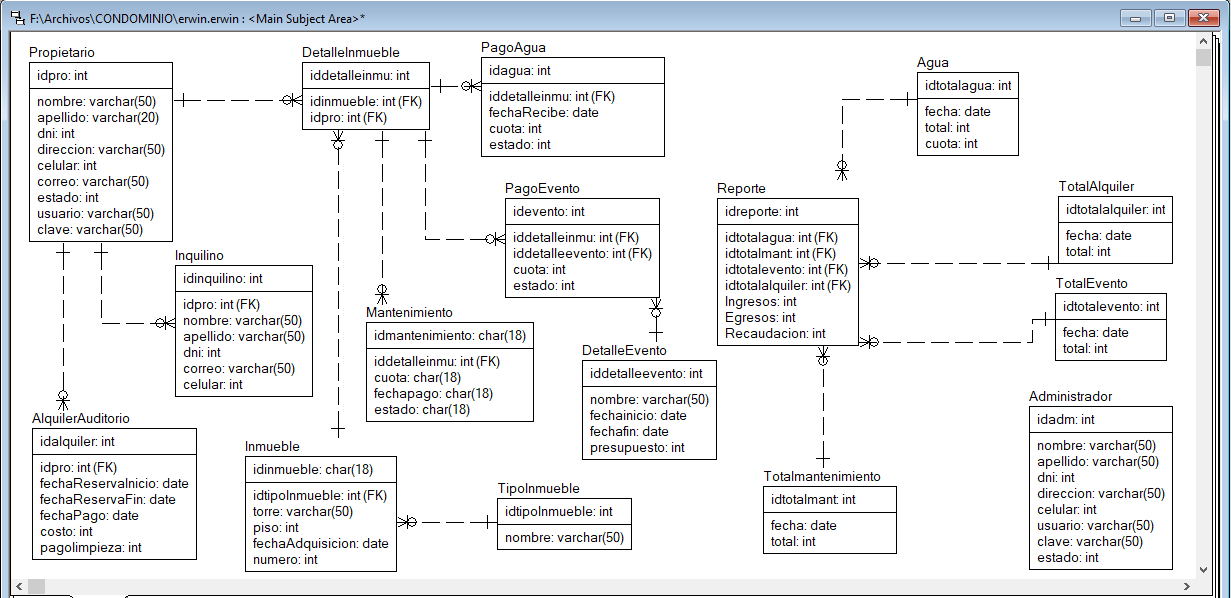 F:\Archivos\CONDOMINIO\erwin.erwin : <Main Subject Area>*
Propietario
idpro: int
nombre: varchar(50)
apellido: varchar(20)
dni: int
direccion: varchar(50)
celular: int
correo: varchar(50)
estado: int
usuario: varchar(50)
clave: varchar(50)
DetalleInmueble
iddetalleinmu: int
idinmueble: int (FK)
idpro: int (FK)
PagoAgua
idagua: int
iddetalleinmu: int (FK)
fechaRecibe: date
cuota: int
estado: int
Agua
idtotalagua: int
fecha: date
total: int
cuota: int
PagoEvento
idevento: int
iddetalleinmu: int (FK)
iddetalleevento: int (FK)
cuota: int
estado: int
Reporte
idreporte: int
idtotalagua: int (FK)
idtotalmant: int (FK)
idtotalevento: int (FK)
idtotalalquiler: int (FK)
Ingresos: int
Egresos: int
Recaudacion: int
TotalAlquiler
idtotalalquiler: int
fecha: date
total: int
Inquilino
idinquilino: int
idpro: int (FK)
nombre: varchar(50)
apellido: varchar(50)
dni: int
correo: varchar(50)
celular: int
TotalEvento
idtotalevento: int
fecha: date
total: int
Mantenimiento
idmantenimiento: char(18)
iddetalleinmu: int (FK)
cuota: char(18)
fechapago: char(18)
estado: char(18)
DetalleEvento
iddetalleevento: int
nombre: varchar(50)
fechainicio: date
fechafin: date
presupuesto: int
Administrador
idadm: int
nombre: varchar(50)
apellido: varchar(50)
dni: int
direccion: varchar(50)
celular: int
usuario: varchar(50)
clave: varchar(50)
estado: int
AlquilerAuditorio
idalquiler: int
idpro: int (FK)
fechaReservaInicio: date
fechaReservaFin: date
fechaPago: date
costo: int
pagolimpieza: int
Inmueble
idinmueble: char(18)
idtipoInmueble: int (FK)
torre: varchar(50)
piso: int
fechaAdquisicion: date
numero: int
TipoInmueble
idtipoInmueble: int
nombre: varchar(50)
Totalmantenimiento
idtotalmant: int
fecha: date
total: int